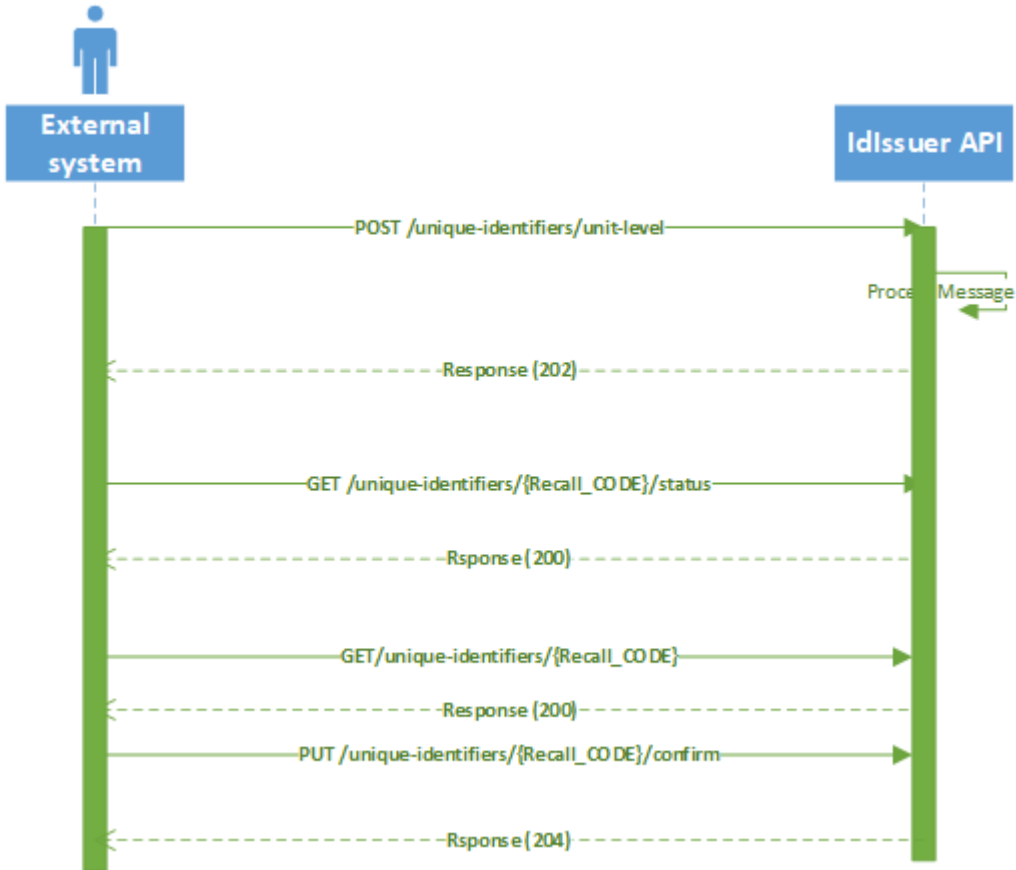 External
system
IdIssuer API
POST /unique-identifiers/unit-level
Proce Message
Response (202)
GET /unique-identifiers/{Recall_CODE}/status
Rsponse (200)
GET/unique-identifiers/{Recall_CODE}
Response (200)
PUT /unique-identifiers/{Recall_CODE}/confirm
Rsponse (204)